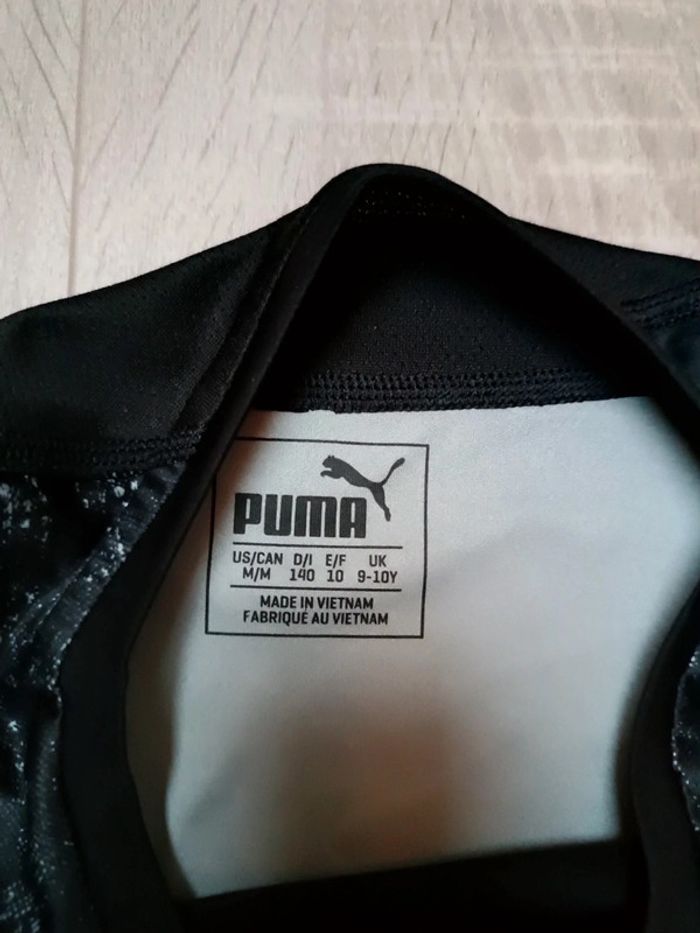 PUMA
US/CAN D/I E/F UK
M/M 140 10 9-10Y
MADE IN VIETNAM
FABRIQUÉ AU VIETNAM